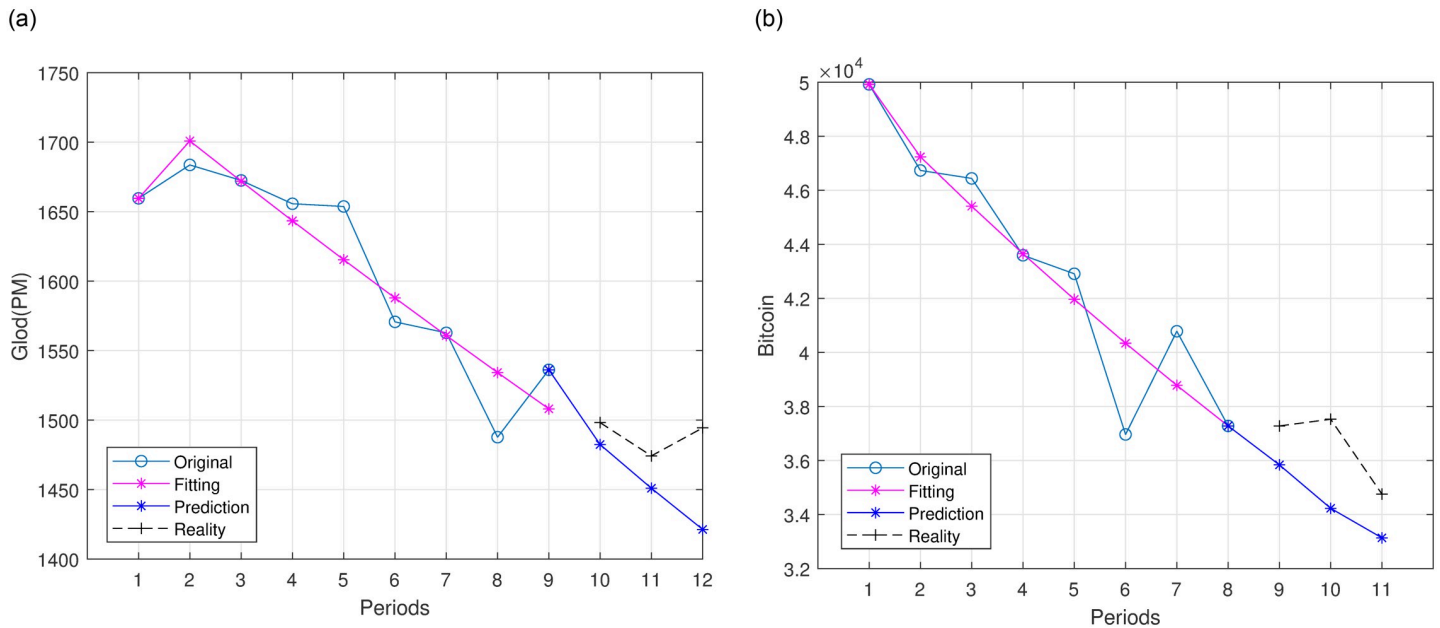 (a)
1750
1700
1650
1600
1550
1500
1450
1400
Glod(PM)
Original
Fitting
Prediction
Reality
1 2 3 4 5 6 7 8 9 10 11 12
Periods
(b)
×10⁴
5
4.8
4.6
4.4
4.2
4
3.8
3.6
3.4
3.2
Bitcoin
Original
Fitting
Prediction
Reality
1 2 3 4 5 6 7 8 9 10 11
Periods